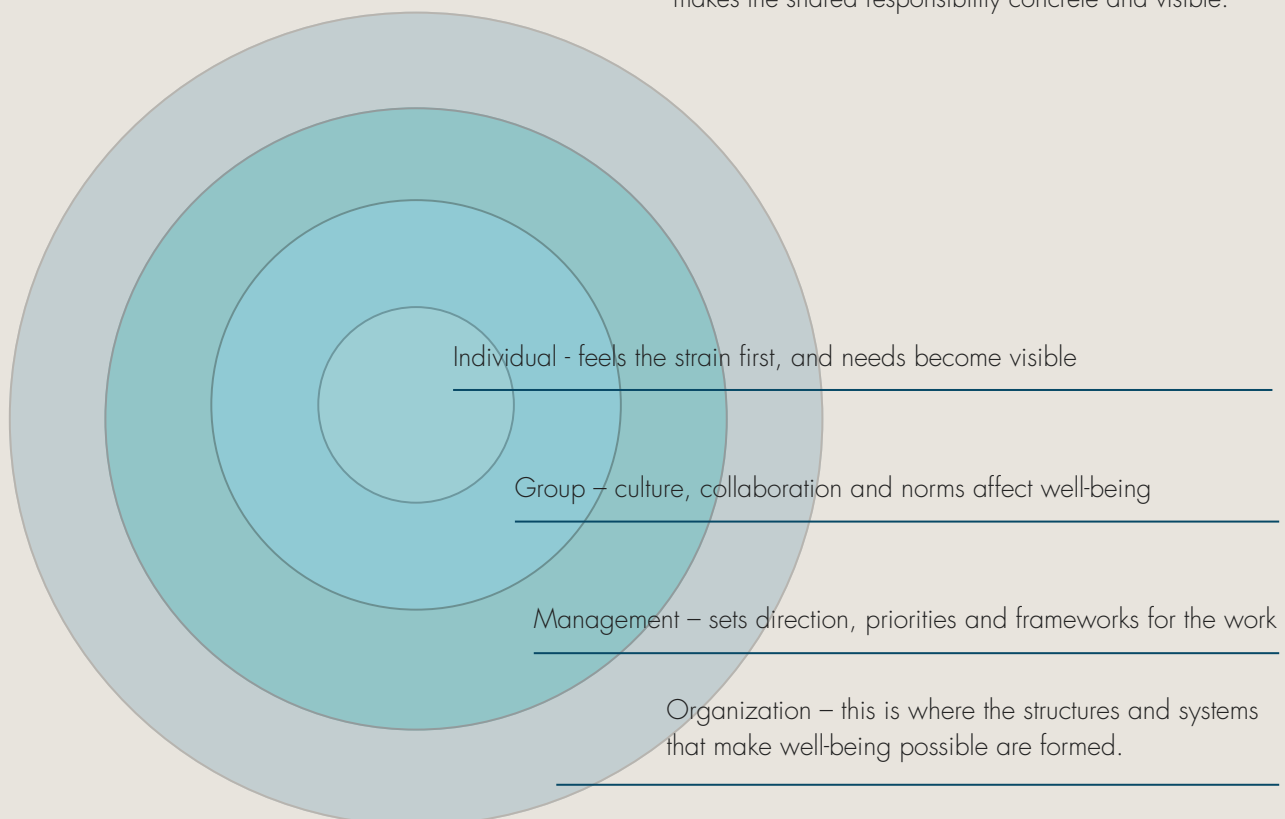 makes the shared responsibility concrete and visible.
Individual - feels the strain first, and needs become visible
Group – culture, collaboration and norms affect well-being
Management – sets direction, priorities and frameworks for the work
Organization – this is where the structures and systems
that make well-being possible are formed.